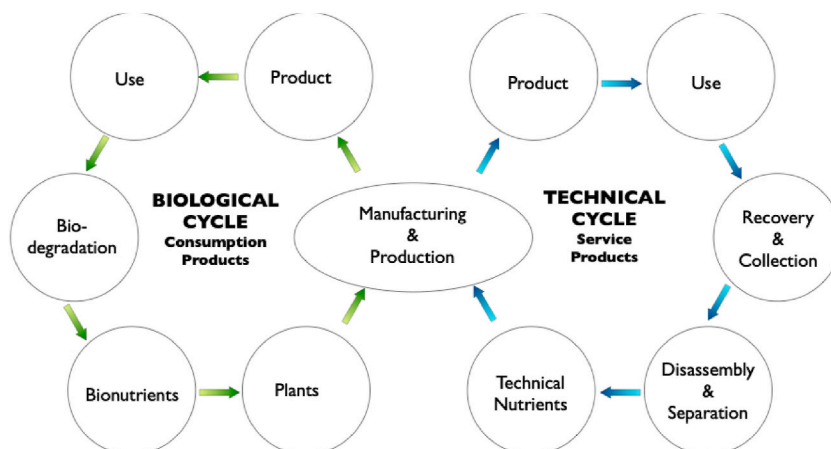 Use
Product
Product
Use
Bio-
degradation
BIOLOGICAL
CYCLE
Consumption
Products
Manufacturing
&
Production
TECHNICAL
CYCLE
Service
Products
Recovery
&
Collection
Bionutrients
Plants
Technical
Nutrients
Disassembly
&
Separation